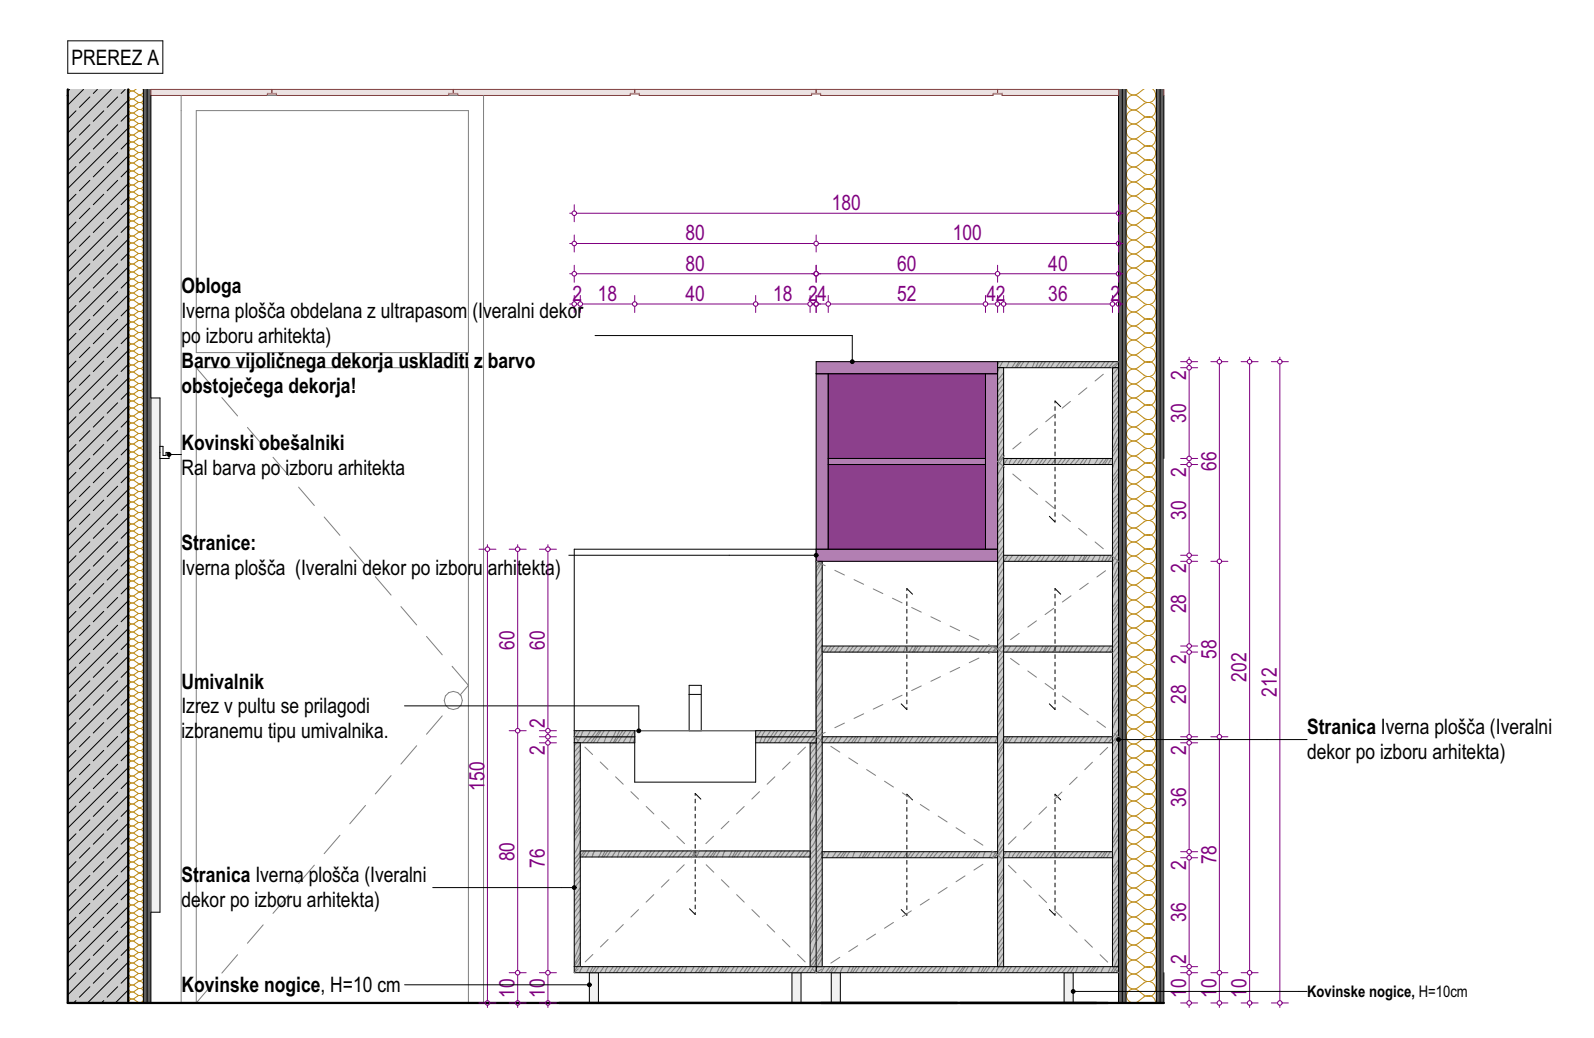 PREREZ A
180
80 100
80 60 40
2 18 40 18 2 4 52 4 2 36 2
Obloga
Iverna plošča obdelana z ultrapasom (Iveralni dekor
po izboru arhitekta)
Barvo vijoličnega dekorja uskladiti z barvo
obstoječega dekorja!
Kovinski obešalniki
Ral barva po izboru arhitekta
Stranice:
Iverna plošča  (Iveralni dekor po izboru arhitekta)
Umivalnik
Izrez v pultu se prilagodi
izbranemu tipu umivalnika.
Stranica Iverna plošča (Iveralni
dekor po izboru arhitekta)
Kovinske nogice, H=10 cm
150
60
80
10
60
2
2
76
10
2
30
2
30
2
28
2
28
2
36
2
36
2
10
66
58
78
10
202
10
212
Stranica Iverna plošča (Iveralni
dekor po izboru arhitekta)
Kovinske nogice, H=10cm